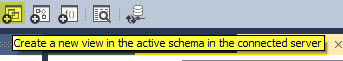 Create a new view in the active schema in the connected server